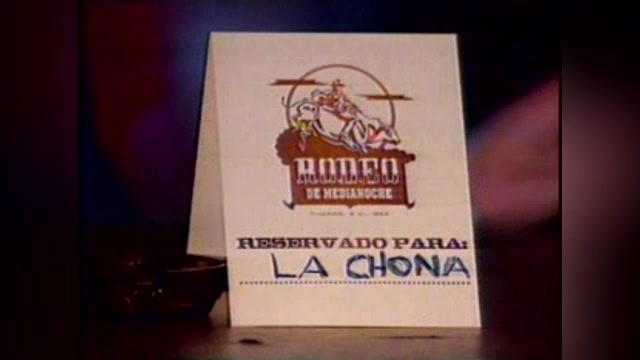 RODEO
DE MEDIANOCHE
RESERVADO PARA:
LA CHONA